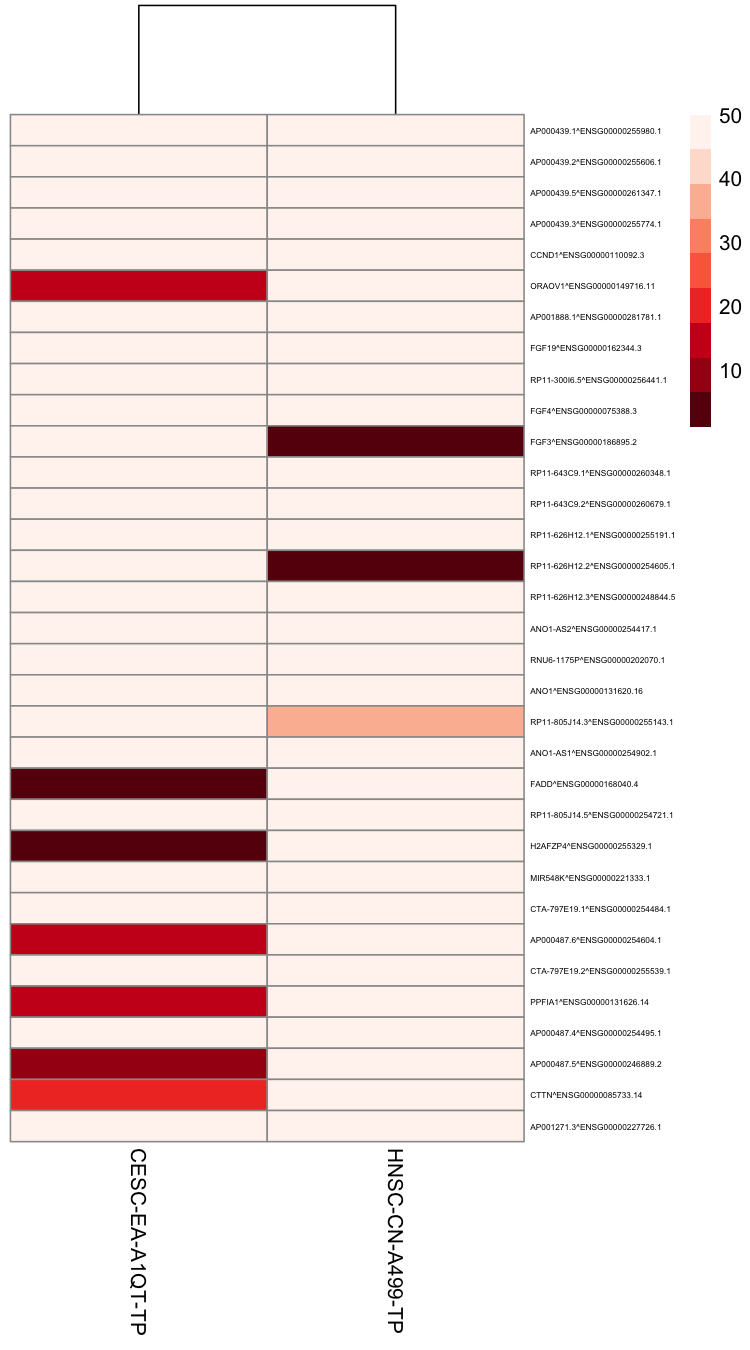 50
40
30
20
10
AP000439.1^ENSG00000255980.1
AP000439.2^ENSG00000255606.1
AP000439.5^ENSG00000261347.1
AP000439.3^ENSG00000255774.1
CCND1^ENSG00000110092.3
ORAOV1^ENSG00000149716.11
AP001888.1^ENSG00000281781.1
FGF19^ENSG00000162344.3
RP11-300I6.5^ENSG00000256441.1
FGF4^ENSG00000075388.3
FGF3^ENSG00000186895.2
RP11-643C9.1^ENSG00000260348.1
RP11-643C9.2^ENSG00000260679.1
RP11-626H12.1^ENSG00000255191.1
RP11-626H12.2^ENSG00000254605.1
RP11-626H12.3^ENSG00000248844.5
ANO1-AS2^ENSG00000254417.1
RNU6-1175P^ENSG00000202070.1
ANO1^ENSG00000131620.16
RP11-805J14.3^ENSG00000255143.1
ANO1-AS1^ENSG00000254902.1
FADD^ENSG00000168040.4
RP11-805J14.5^ENSG00000254721.1
H2AFZP4^ENSG00000255329.1
MIR548K^ENSG00000221333.1
CTA-797E19.1^ENSG00000254484.1
AP000487.6^ENSG00000254604.1
CTA-797E19.2^ENSG00000255539.1
PPFIA1^ENSG00000131626.14
AP000487.4^ENSG00000254495.1
AP000487.5^ENSG00000246889.2
CTTN^ENSG00000085733.14
AP001271.3^ENSG00000227726.1
CESC-EA-A1QT-TP
HNSC-CN-A499-TP